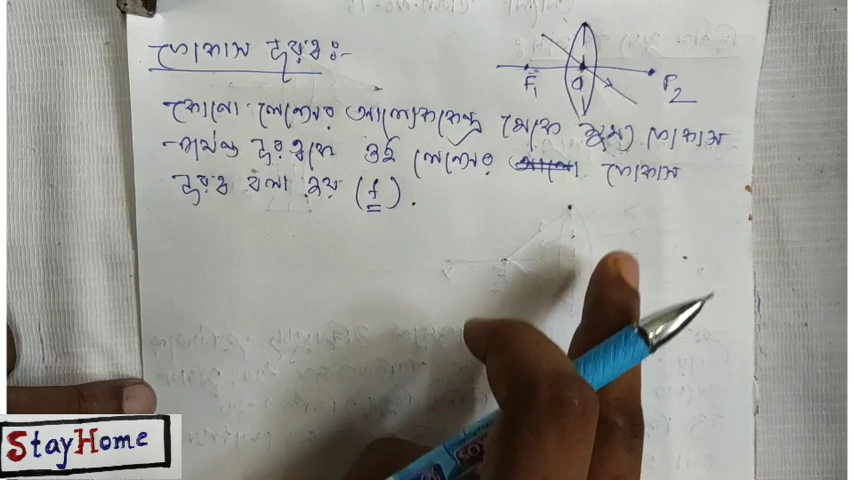 ফোকাস দূরত্ব ঃ-
F₁ O F₂
কোনো লেন্সের আলোককেন্দ্র থেকে মুখ্য ফোকাস
পর্যন্ত দূরত্বকে ওই লেন্সের ফোকাস
দূরত্ব বলা হয় (f).
StayHome